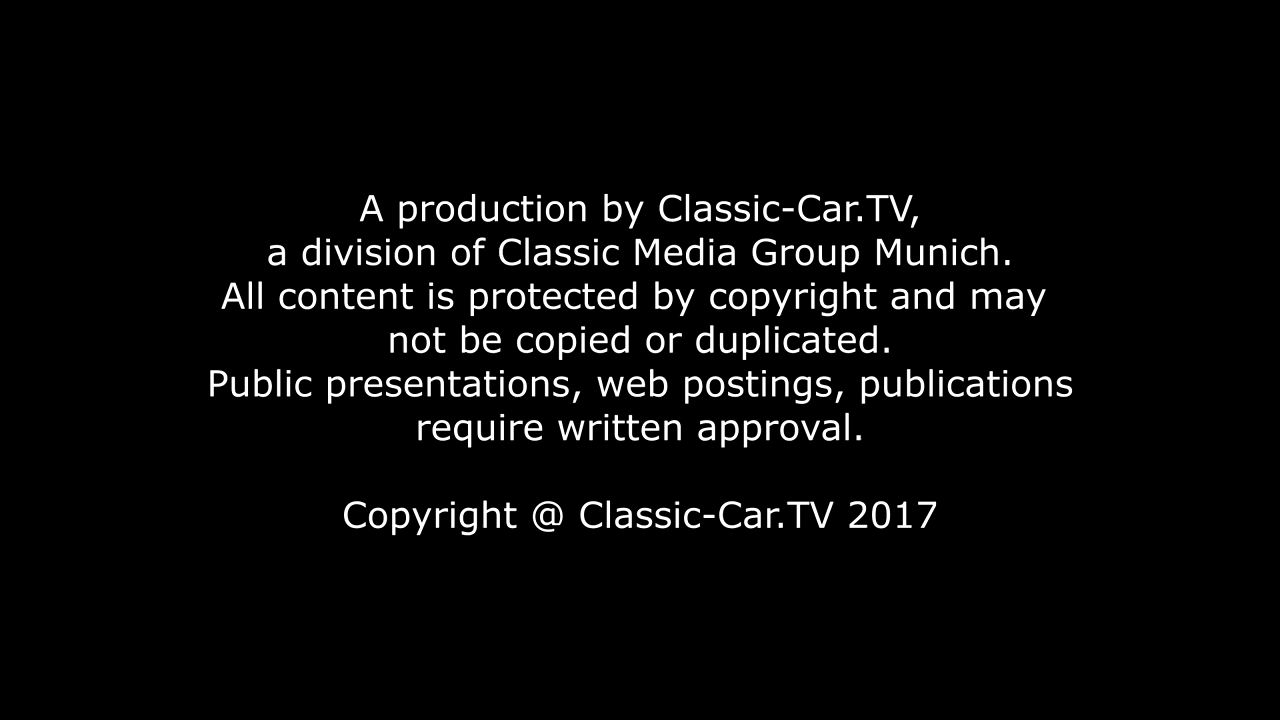 A production by Classic-Car.TV,
a division of Classic Media Group Munich.
All content is protected by copyright and may
not be copied or duplicated.
Public presentations, web postings, publications
require written approval.
Copyright @ Classic-Car.TV 2017